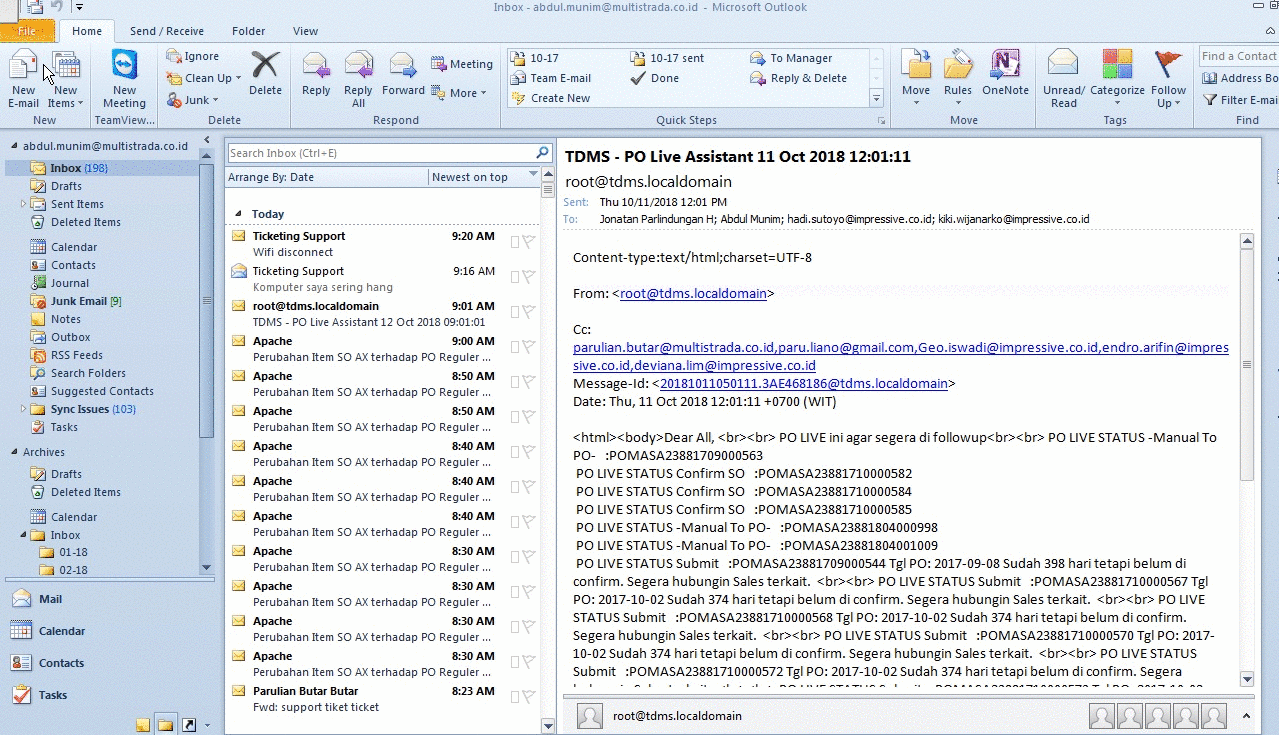 Inbox - abdul.munim@multistrada.co.id - Microsoft Outlook
File Home Send / Receive Folder View
New E-mail
New Items
New Meeting
Ignore
Clean Up
Junk
Delete
Reply
Reply All
Forward
Meeting
More
10-17
Team E-mail
Create New
10-17 sent
Done
To Manager
Reply & Delete
Move
Rules
OneNote
Unread/ Read
Categorize
Follow Up
Find a Contact
Address Bo
Filter E-mai
New TeamView... Delete Respond Quick Steps Move Tags Find
abdul.munim@multistrada.co.id
Inbox (198)
Drafts
Sent Items
Deleted Items
Calendar
Contacts
Journal
Junk Email [9]
Notes
Outbox
RSS Feeds
Search Folders
Suggested Contacts
Sync Issues (103)
Tasks
Archives
Drafts
Deleted Items
Calendar
Inbox
01-18
02-18
Mail
Calendar
Contacts
Tasks
Search Inbox (Ctrl+E)
Arrange By: Date Newest on top
Today
Ticketing Support 9:20 AM
Wifi disconnect
Ticketing Support 9:16 AM
Komputer saya sering hang
root@tdms.localdomain 9:01 AM
TDMS - PO Live Assistant 12 Oct 2018 09:01:01
Apache 9:00 AM
Perubahan Item SO AX terhadap PO Reguler ...
Apache 8:50 AM
Perubahan Item SO AX terhadap PO Reguler ...
Apache 8:50 AM
Perubahan Item SO AX terhadap PO Reguler ...
Apache 8:40 AM
Perubahan Item SO AX terhadap PO Reguler ...
Apache 8:40 AM
Perubahan Item SO AX terhadap PO Reguler ...
Apache 8:40 AM
Perubahan Item SO AX terhadap PO Reguler ...
Apache 8:30 AM
Perubahan Item SO AX terhadap PO Reguler ...
Apache 8:30 AM
Perubahan Item SO AX terhadap PO Reguler ...
Apache 8:30 AM
Perubahan Item SO AX terhadap PO Reguler ...
Apache 8:30 AM
Perubahan Item SO AX terhadap PO Reguler ...
Parulian Butar Butar 8:23 AM
Fwd: support tiket ticket
TDMS - PO Live Assistant 11 Oct 2018 12:01:11
root@tdms.localdomain
Sent: Thu 10/11/2018 12:01 PM
To: Jonatan Parlindungan H; Abdul Munim; hadi.sutoyo@impressive.co.id; kiki.wijanarko@impressive.co.id
Content-type:text/html;charset=UTF-8
From: <root@tdms.localdomain>
Cc:
parulian.butar@multistrada.co.id,paru.liano@gmail.com,Geo.iswadi@impressive.co.id,endro.arifin@impres
sive.co.id,deviana.lim@impressive.co.id
Message-Id: <20181011050111.3AE468186@tdms.localdomain>
Date: Thu, 11 Oct 2018 12:01:11 +0700 (WIT)
<html><body>Dear All, <br><br> PO LIVE ini agar segera di followup<br><br> PO LIVE STATUS -Manual To
PO- :POMASA23881709000563
PO LIVE STATUS Confirm SO :POMASA23881710000582
PO LIVE STATUS Confirm SO :POMASA23881710000584
PO LIVE STATUS Confirm SO :POMASA23881710000585
PO LIVE STATUS -Manual To PO- :POMASA23881804000998
PO LIVE STATUS -Manual To PO- :POMASA23881804001009
PO LIVE STATUS Submit :POMASA23881709000544 Tgl PO: 2017-09-08 Sudah 398 hari tetapi belum di
confirm. Segera hubungin Sales terkait. <br><br> PO LIVE STATUS Submit :POMASA23881710000567 Tgl
PO: 2017-10-02 Sudah 374 hari tetapi belum di confirm. Segera hubungin Sales terkait. <br><br> PO LIVE
STATUS Submit :POMASA23881710000568 Tgl PO: 2017-10-02 Sudah 374 hari tetapi belum di confirm.
Segera hubungin Sales terkait. <br><br> PO LIVE STATUS Submit :POMASA23881710000570 Tgl PO: 2017-
10-02 Sudah 374 hari tetapi belum di confirm. Segera hubungin Sales terkait. <br><br> PO LIVE STATUS
Submit :POMASA23881710000572 Tgl PO: 2017-10-02 Sudah 374 hari tetapi belum di confirm. Segera
root@tdms.localdomain